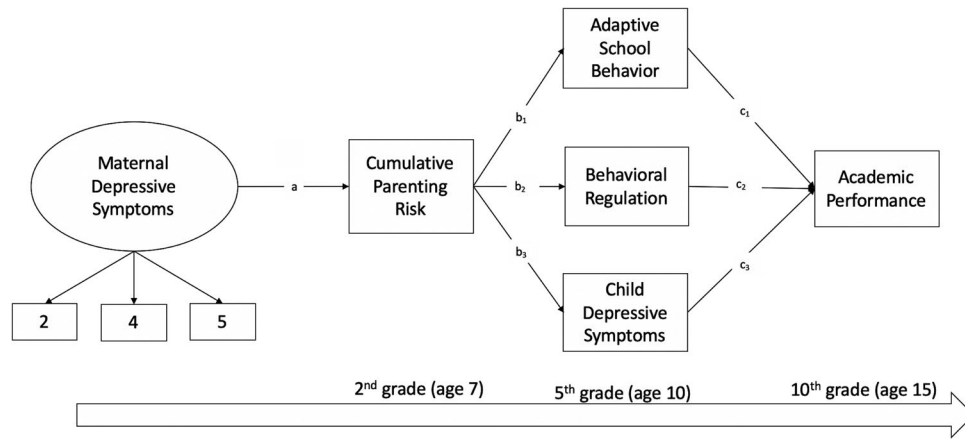 Maternal
Depressive
Symptoms
2
4
5
a
Cumulative
Parenting
Risk
b₁
b₂
b₃
Adaptive
School
Behavior
Behavioral
Regulation
Child
Depressive
Symptoms
c₁
c₂
c₃
Academic
Performance
2ⁿᵈ grade (age 7)
5ᵗʰ grade (age 10)
10ᵗʰ grade (age 15)